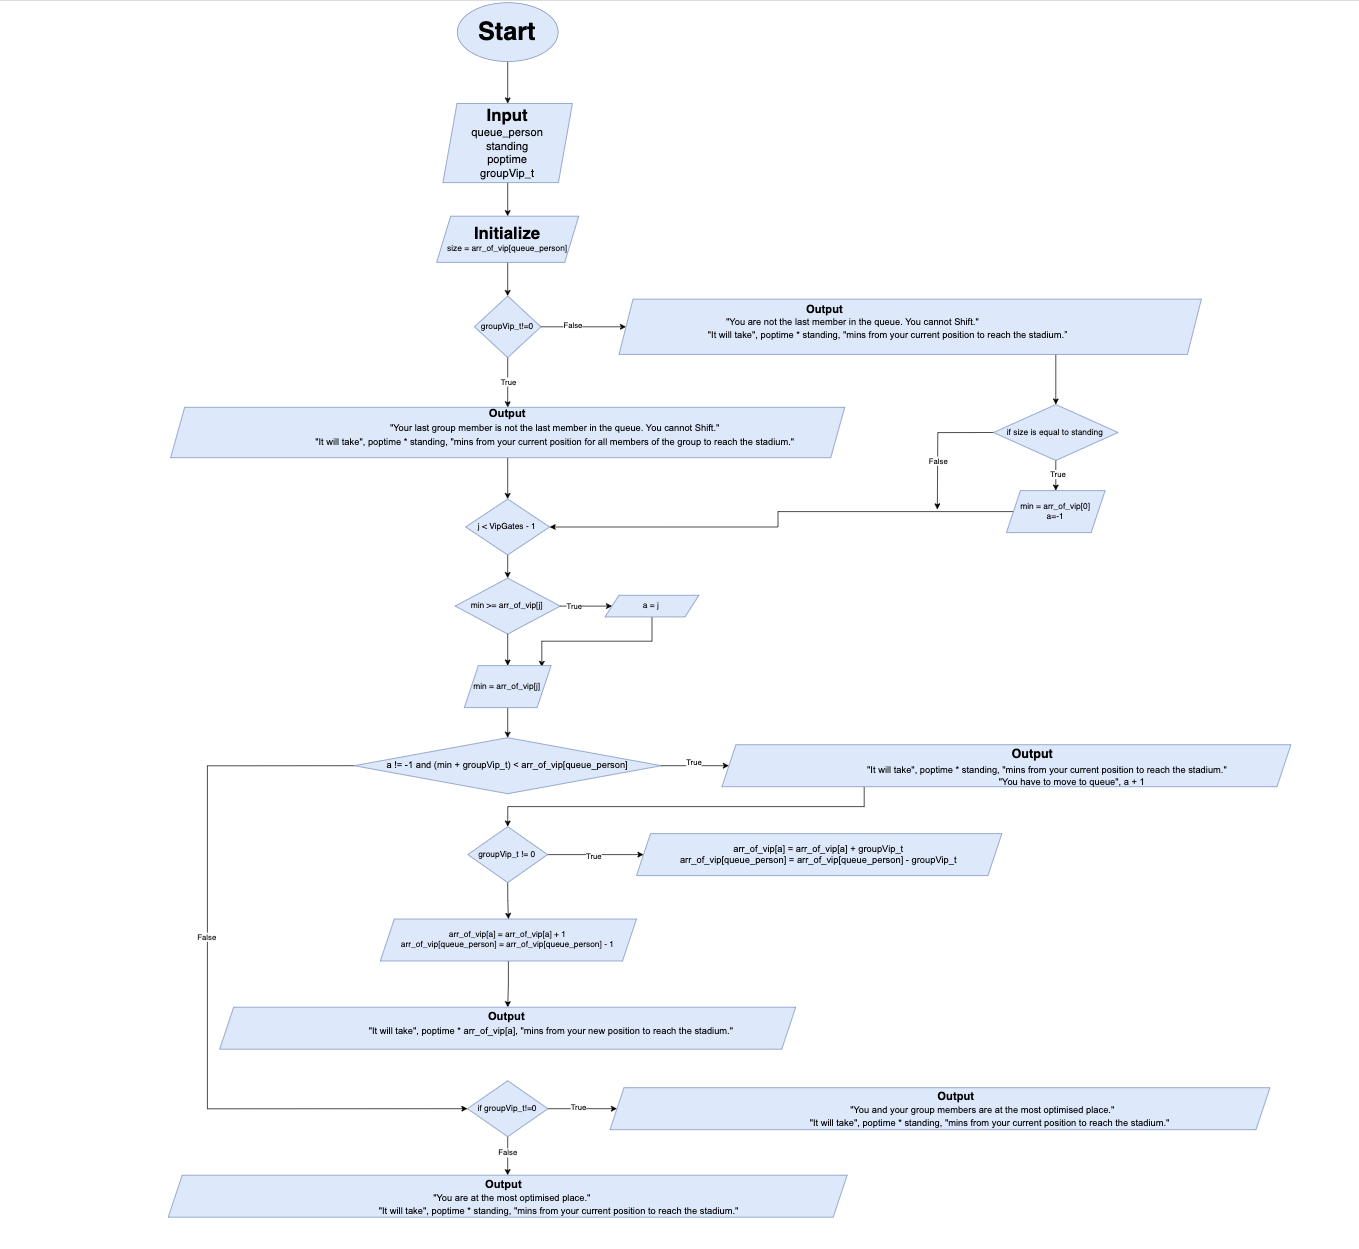 Start
Input
queue_person
standing
poptime
groupVip_t
Initialize
size = arr_of_vip[queue_person]
groupVip_t!=0
False
Output
"You are not the last member in the queue. You cannot Shift."
"It will take", poptime * standing, "mins from your current position to reach the stadium."
True
Output
"Your last group member is not the last member in the queue. You cannot Shift."
"It will take", poptime * standing, "mins from your current position for all members of the group to reach the stadium."
if size is equal to standing
False
True
min = arr_of_vip[0]
a=-1
j < VipGates - 1
min >= arr_of_vip[j]
True
a = j
min = arr_of_vip[j]
a != -1 and (min + groupVip_t) < arr_of_vip[queue_person]
True
Output
"It will take", poptime * standing, "mins from your current position to reach the stadium."
"You have to move to queue", a + 1
groupVip_t != 0
True
arr_of_vip[a] = arr_of_vip[a] + groupVip_t
arr_of_vip[queue_person] = arr_of_vip[queue_person] - groupVip_t
False
arr_of_vip[a] = arr_of_vip[a] + 1
arr_of_vip[queue_person] = arr_of_vip[queue_person] - 1
Output
"It will take", poptime * arr_of_vip[a], "mins from your new position to reach the stadium."
if groupVip_t!=0
True
Output
"You and your group members are at the most optimised place."
"It will take", poptime * standing, "mins from your current position to reach the stadium."
False
Output
"You are at the most optimised place."
"It will take", poptime * standing, "mins from your current position to reach the stadium."